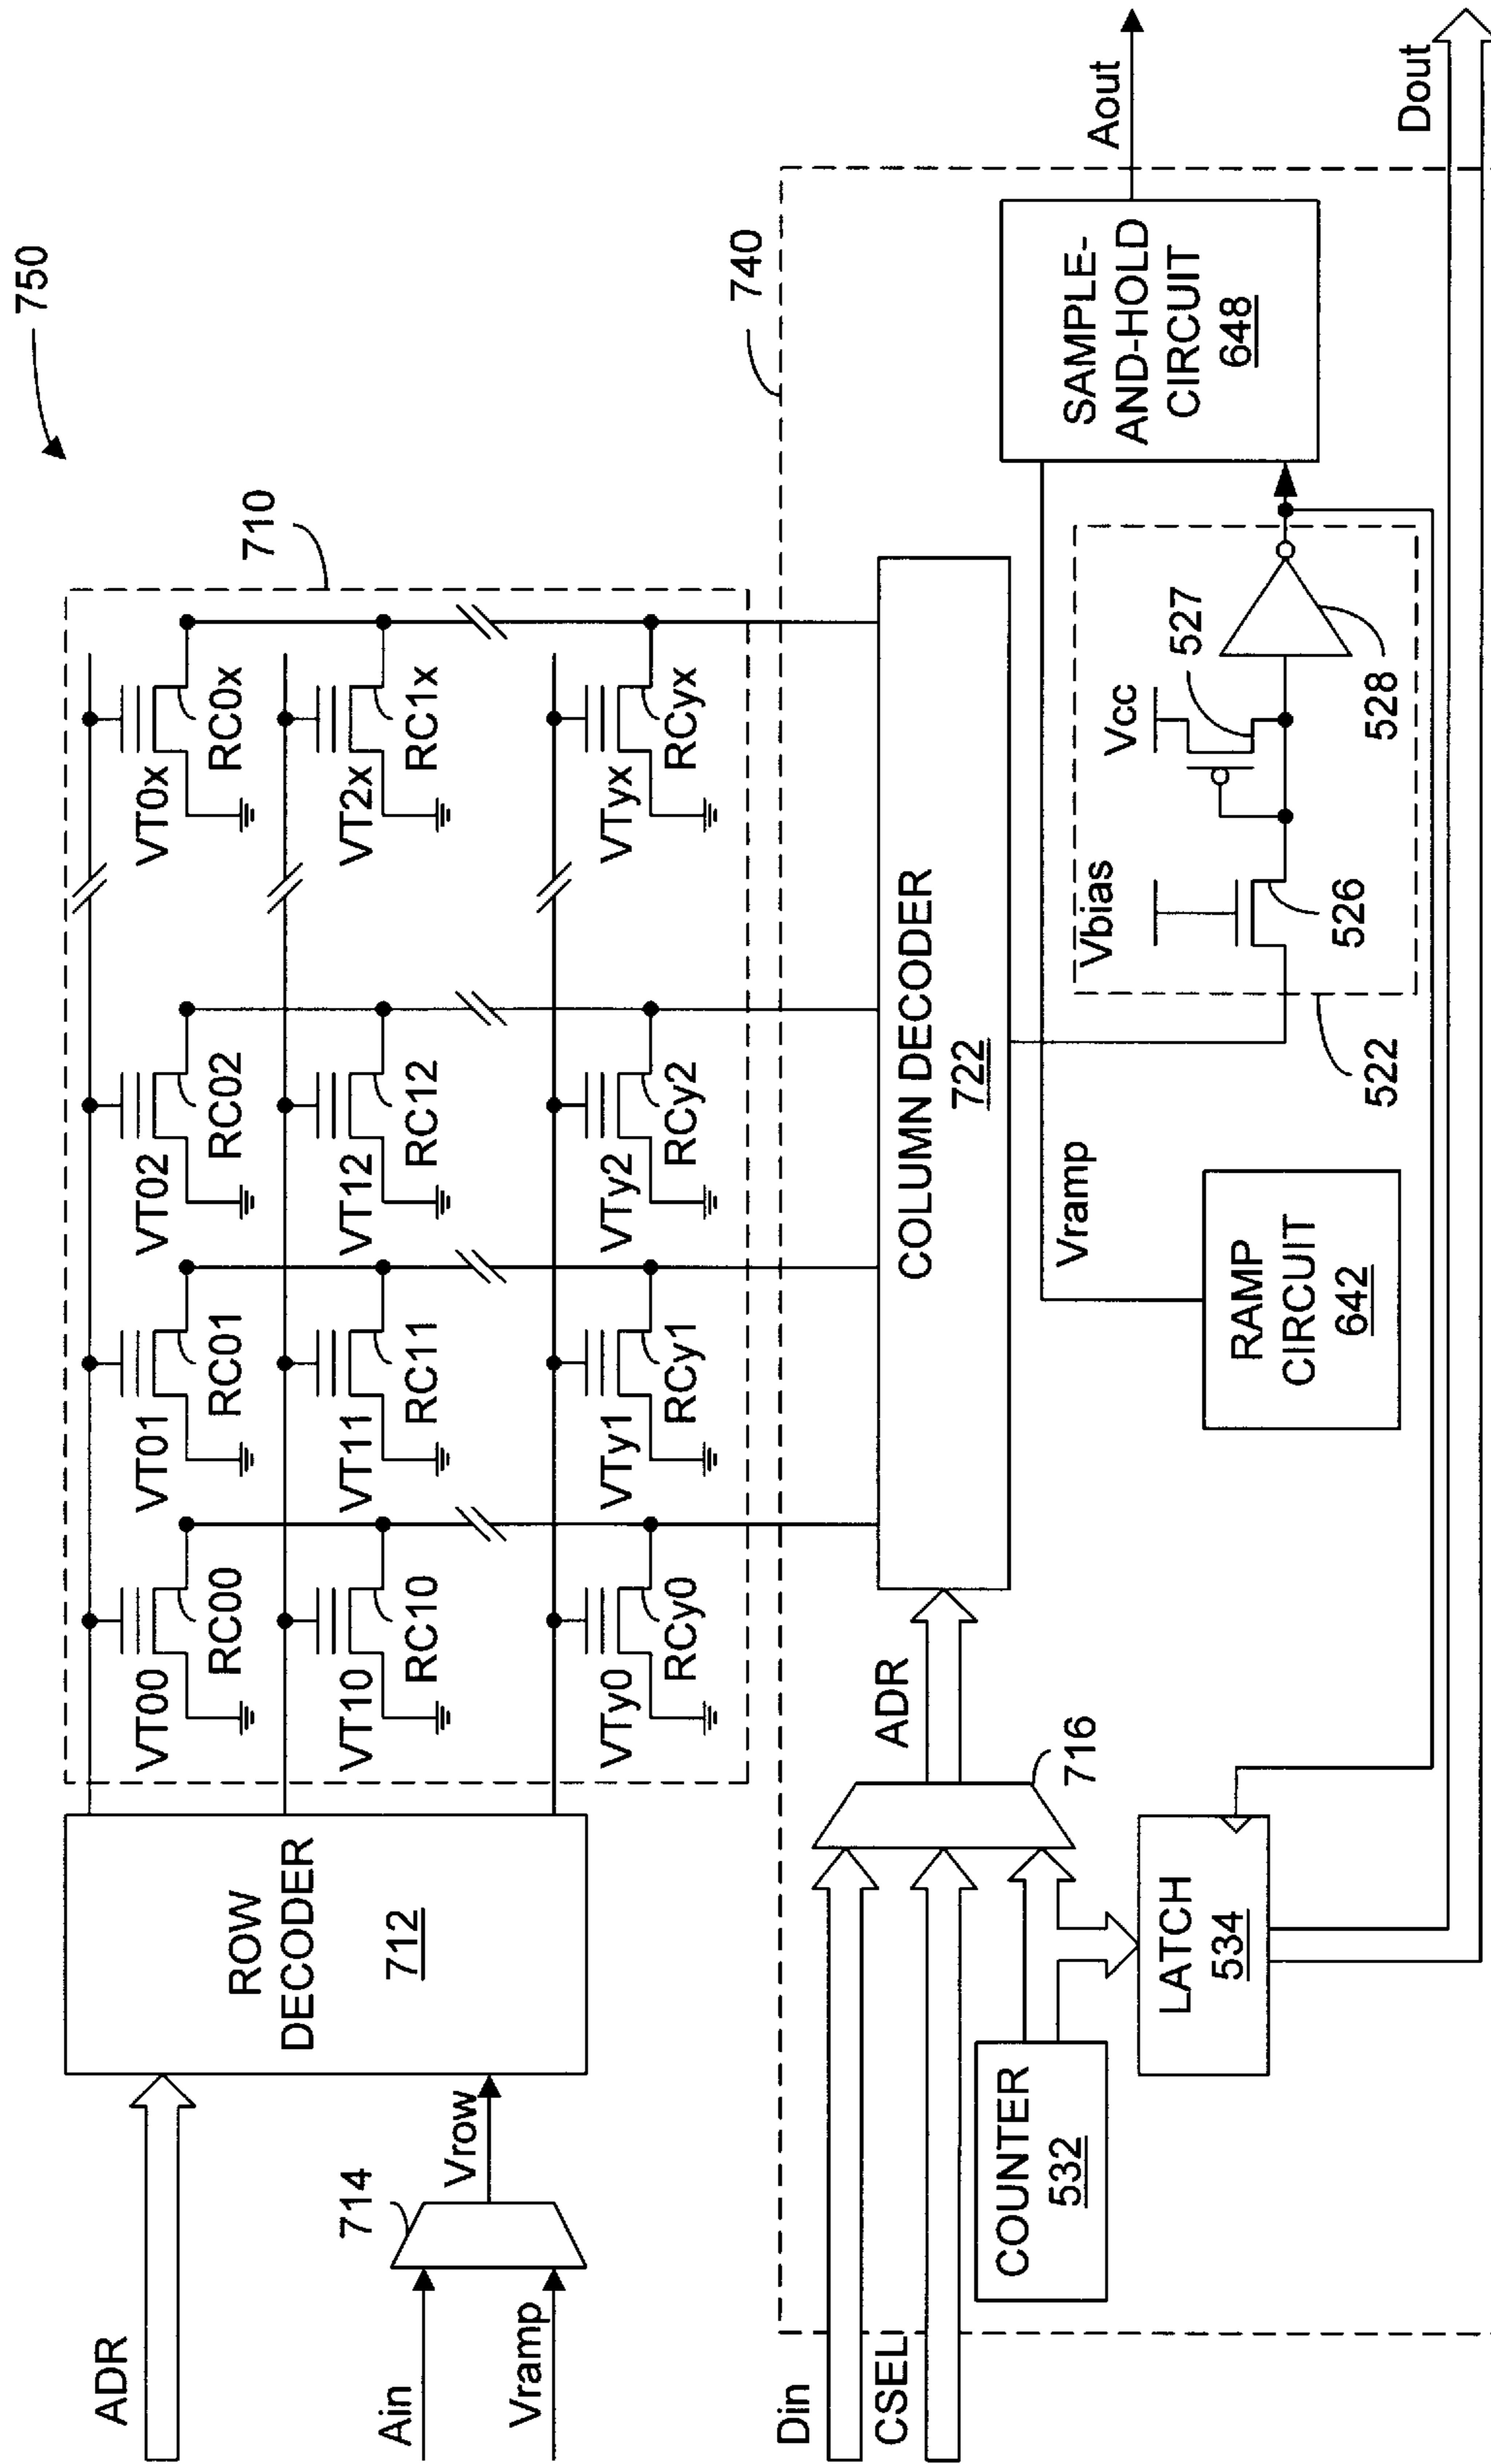 750
710
VT00
VT01
VT02
VT0x
RC00
RC01
RC02
RC0x
VT10
VT11
VT12
VT2x
RC10
RC11
RC12
RC1x
VTy0
VTy1
VTy2
VTyx
RCy0
RCy1
RCy2
RCyx
ADR
ROW
DECODER
712
714
Ain
Vrow
Vramp
740
Din
CSEL
ADR
716
COLUMN DECODER
722
COUNTER
532
LATCH
534
Vramp
RAMP
CIRCUIT
642
Vbias
Vcc
527
526
528
522
SAMPLE-
AND-HOLD
CIRCUIT
648
Aout
Dout